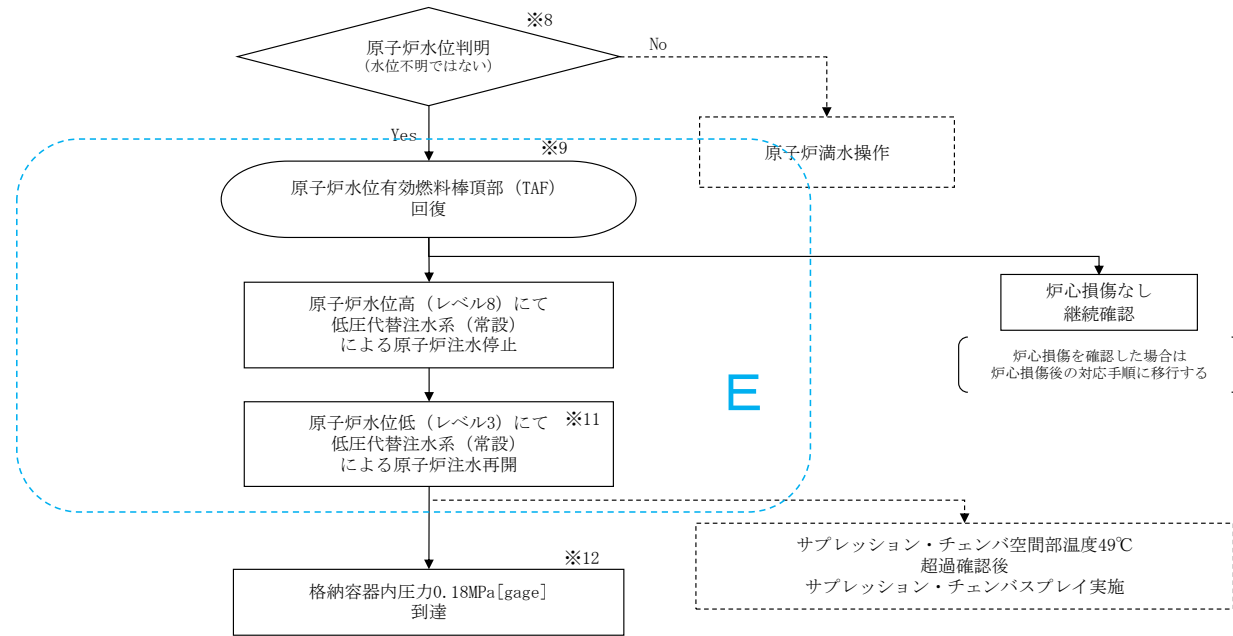 ※8
原子炉水位判明
(水位不明ではない)
No
Yes
原子炉満水操作
※9
原子炉水位有効燃料棒頂部（TAF）
回復
原子炉水位高（レベル8）にて
低圧代替注水系（常設）
による原子炉注水停止
炉心損傷なし
継続確認
炉心損傷を確認した場合は
炉心損傷後の対応手順に移行する
E
原子炉水位低（レベル3）にて
※11
低圧代替注水系（常設）
による原子炉注水再開
サプレッション・チェンバ空間部温度49℃
超過確認後
サプレッション・チェンバスプレイ実施
※12
格納容器内圧力0.18MPa[gage]
到達